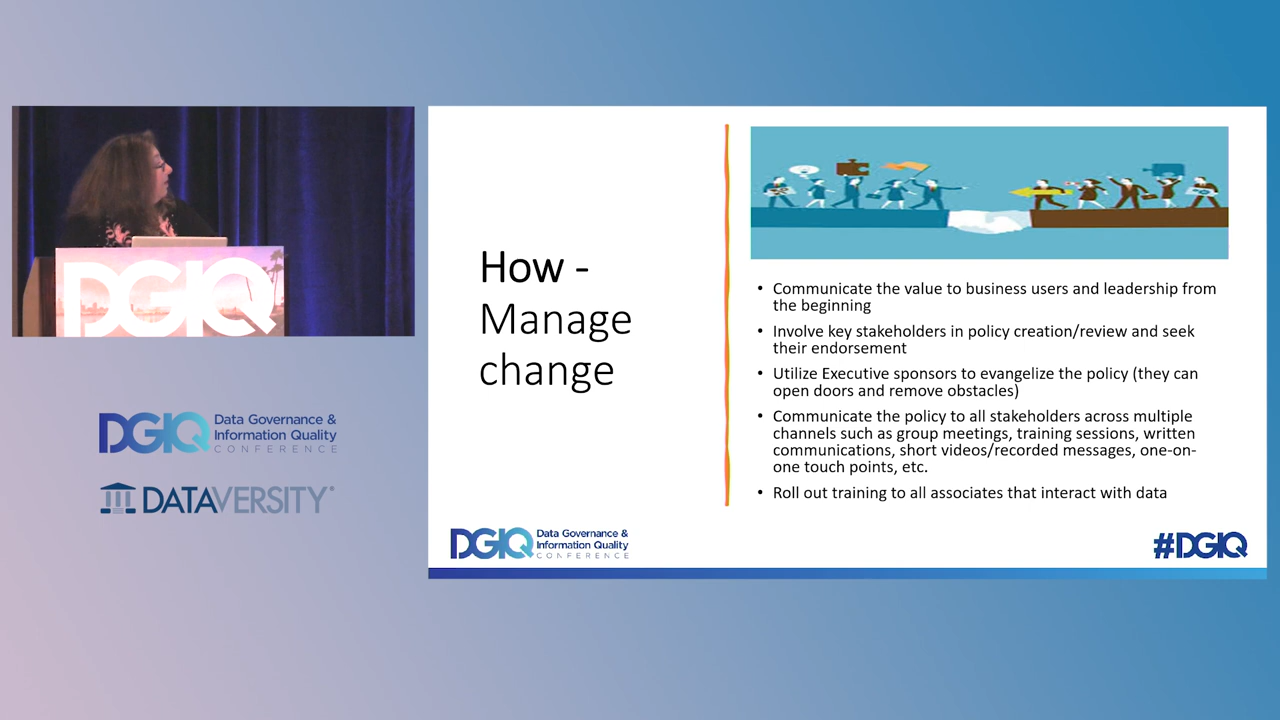 DGIQ
DGIQ Data Governance &
Information Quality
CONFERENCE
DATAVERSITY
How -
Manage
change
• Communicate the value to business users and leadership from
the beginning
• Involve key stakeholders in policy creation/review and seek
their endorsement
• Utilize Executive sponsors to evangelize the policy (they can
open doors and remove obstacles)
• Communicate the policy to all stakeholders across multiple
channels such as group meetings, training sessions, written
communications, short videos/recorded messages, one-on-
one touch points, etc.
• Roll out training to all associates that interact with data
DGIQ Data Governance &
Information Quality
CONFERENCE
#DGIQ